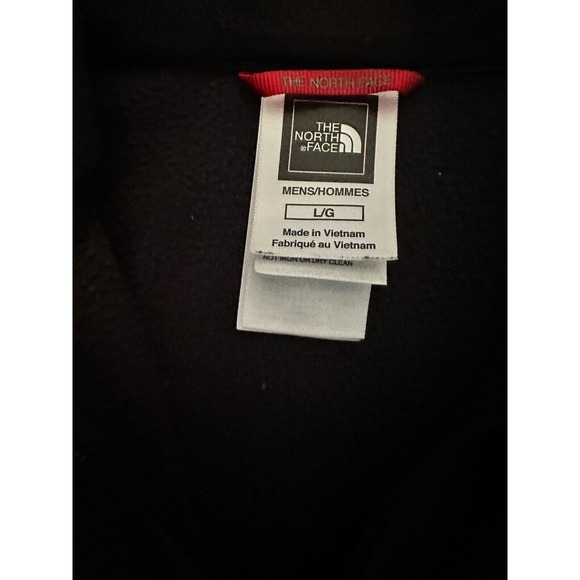 THE NORTH FACE
THE
NORTH
®FACE
MENS/HOMMES
L/G
Made in Vietnam
Fabriqué au Vietnam
NOT IRON OR DRY CLEAN